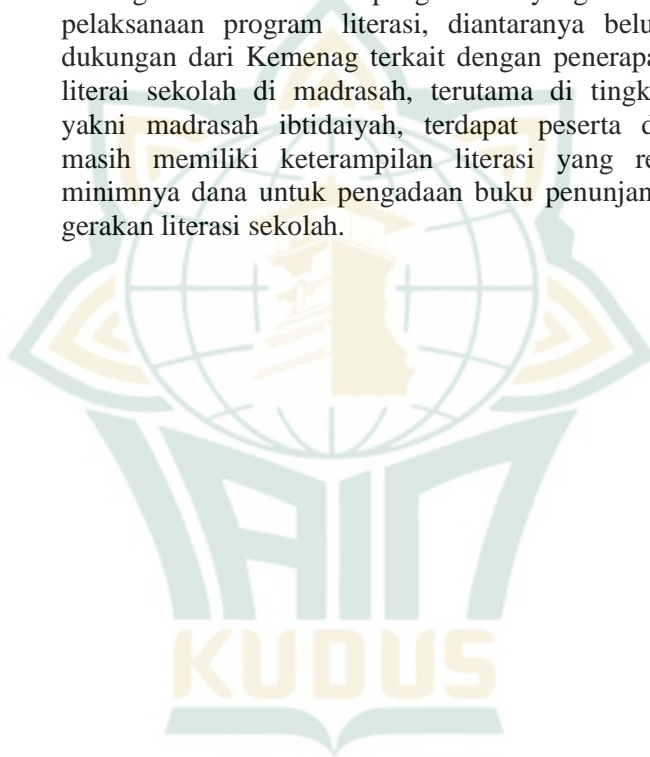 pelaksanaan program literasi, diantaranya belu
dukungan dari Kemenag terkait dengan penerapa
literai sekolah di madrasah, terutama di tingk
yakni madrasah ibtidaiyah, terdapat peserta d
masih memiliki keterampilan literasi yang re
minimnya dana untuk pengadaan buku penunjan
gerakan literasi sekolah.
IAIN
KUDUS